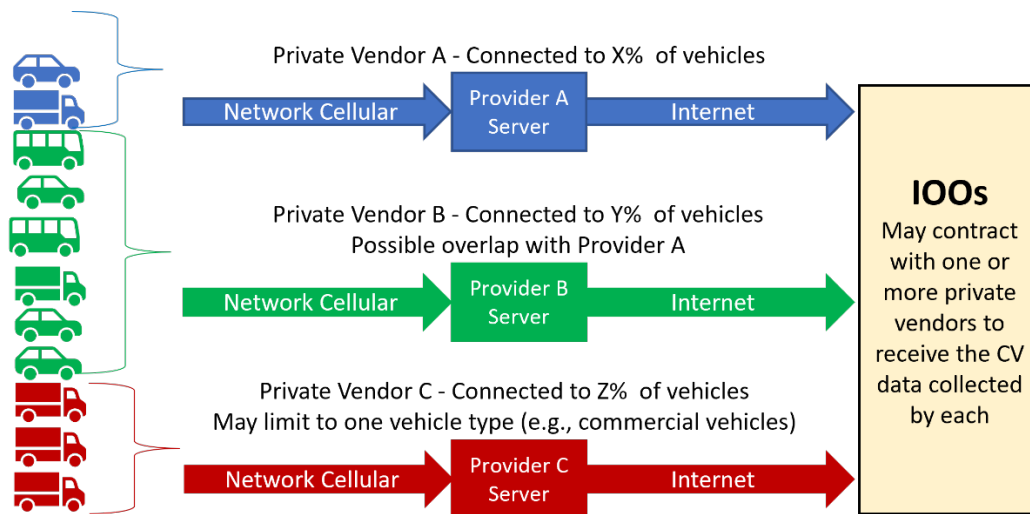 Private Vendor A - Connected to X% of vehicles
Network Cellular
Provider A
Server
Internet
Private Vendor B - Connected to Y% of vehicles
Possible overlap with Provider A
Network Cellular
Provider B
Server
Internet
Private Vendor C - Connected to Z% of vehicles
May limit to one vehicle type (e.g., commercial vehicles)
Network Cellular
Provider C
Server
Internet
IOOs
May contract
with one or
more private
vendors to
receive the CV
data collected
by each